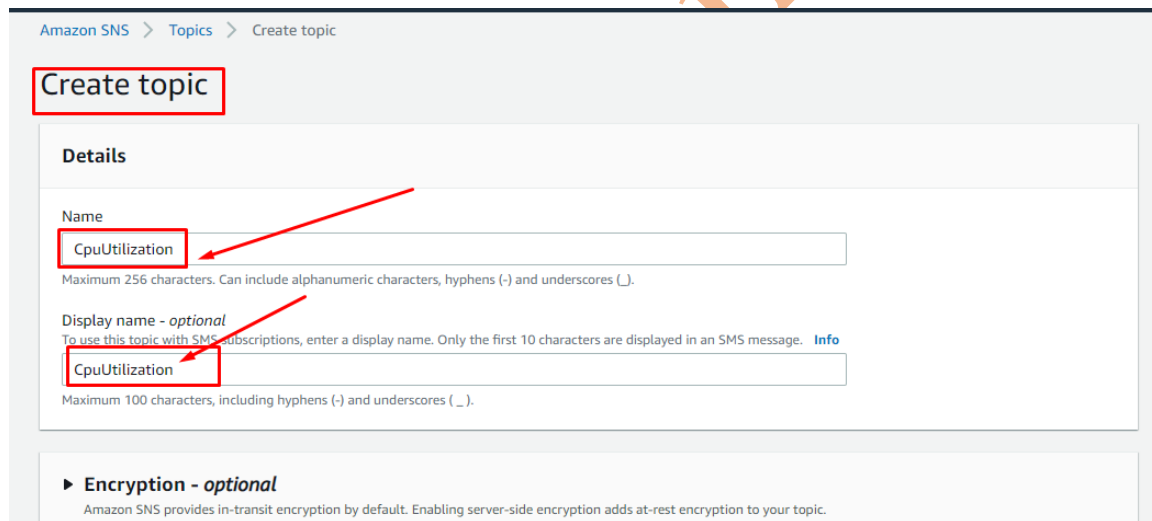 Amazon SNS > Topics > Create topic
Create topic
Details
Name
CpuUtilization
Maximum 256 characters. Can include alphanumeric characters, hyphens (-) and underscores (_).
Display name - optional
To use this topic with SMS subscriptions, enter a display name. Only the first 10 characters are displayed in an SMS message. Info
CpuUtilization
Maximum 100 characters, including hyphens (-) and underscores ( _ ).
Encryption - optional
Amazon SNS provides in-transit encryption by default. Enabling server-side encryption adds at-rest encryption to your topic.